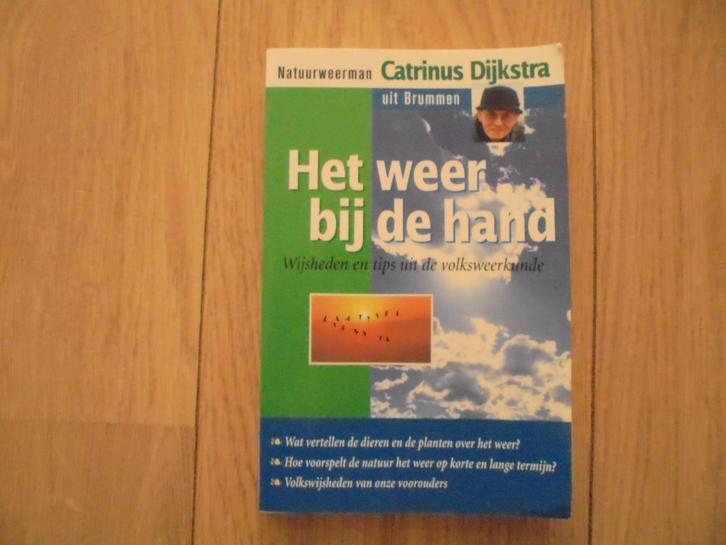 Natuurweerman Catrinus Dijkstra
uit Brummen
Het weer
bij de hand
Wijsheden en tips uit de volksweerkunde
Wat vertellen de dieren en de planten over het weer?
Hoe voorspelt de natuur het weer op korte en lange termijn?
Volkswijsheden van onze voorouders